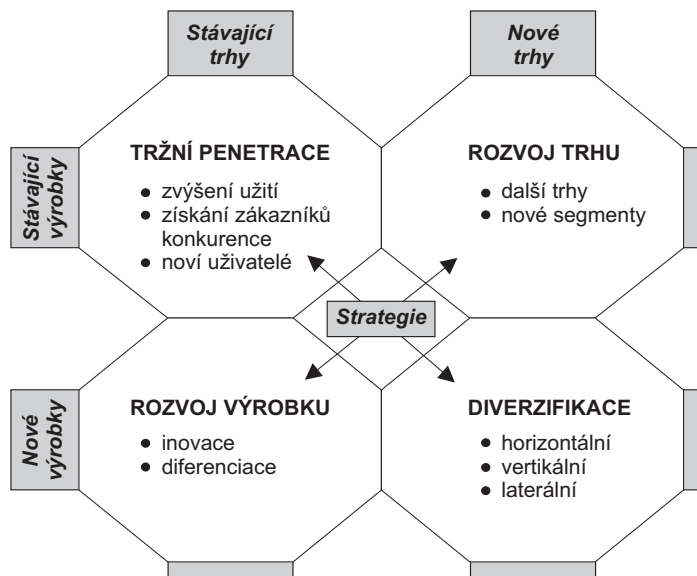 Stávající
trhy
Nové
trhy
Stávající
výrobky
TRŽNÍ PENETRACE
• zvýšení užití
• získání zákazníků
konkurence
• noví uživatelé
ROZVOJ TRHU
• další trhy
• nové segmenty
Strategie
Nové
výrobky
ROZVOJ VÝROBKU
• inovace
• diferenciace
DIVERZIFIKACE
• horizontální
• vertikální
• laterální